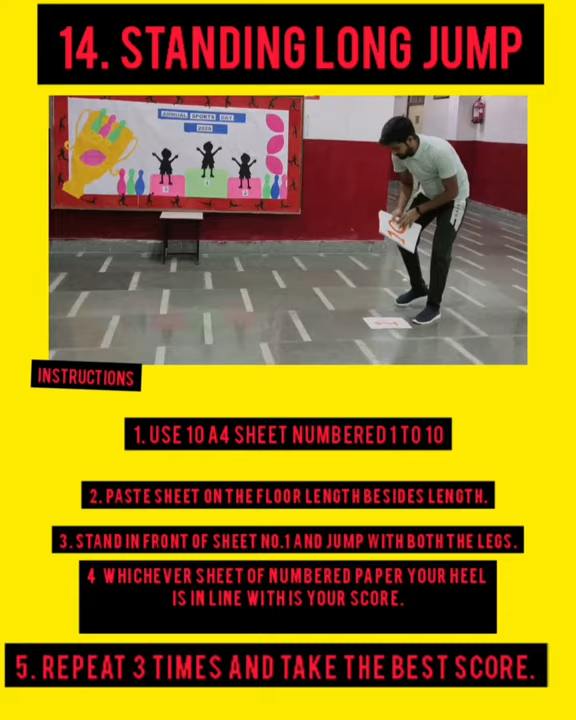 14. STANDING LONG JUMP
ANNUAL SPORTS DAY
10
INSTRUCTIONS
1. USE 10 A4 SHEET NUMBERED 1 TO 10
2. PASTE SHEET ON THE FLOOR LENGTH BESIDES LENGTH.
3. STAND IN FRONT OF SHEET NO.1 AND JUMP WITH BOTH THE LEGS.
4 WHICHEVER SHEET OF NUMBERED PAPER YOUR HEEL
IS IN LINE WITH IS YOUR SCORE.
5. REPEAT 3 TIMES AND TAKE THE BEST SCORE.